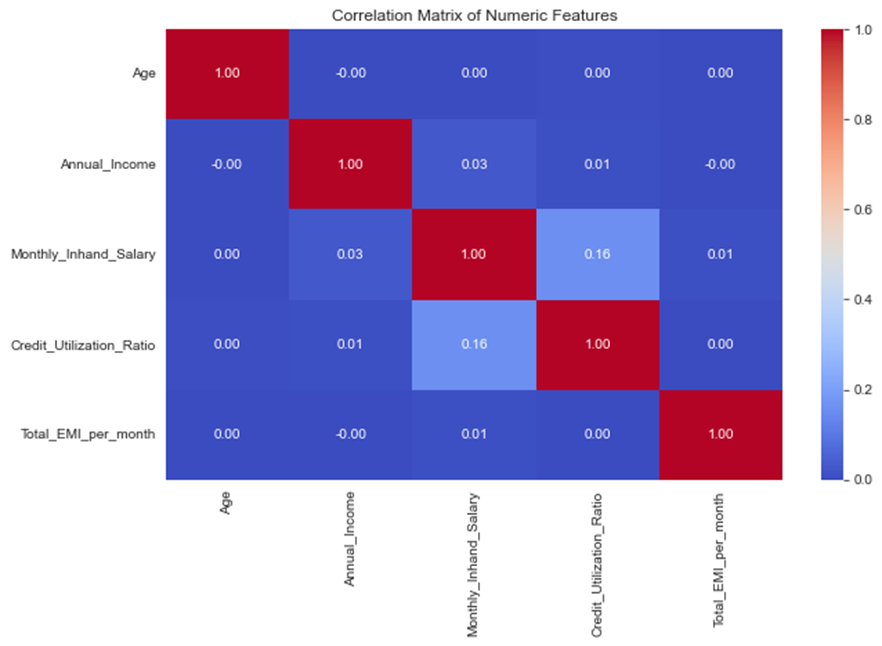 Correlation Matrix of Numeric Features
Age 1.00 -0.00 0.00 0.00 0.00
Annual_Income -0.00 1.00 0.03 0.01 -0.00
Monthly_Inhand_Salary 0.00 0.03 1.00 0.16 0.01
Credit_Utilization_Ratio 0.00 0.01 0.16 1.00 0.00
Total_EMI_per_month 0.00 -0.00 0.01 0.00 1.00
Age
Annual_Income
Monthly_Inhand_Salary
Credit_Utilization_Ratio
Total_EMI_per_month
1.0
0.8
0.6
0.4
0.2
0.0